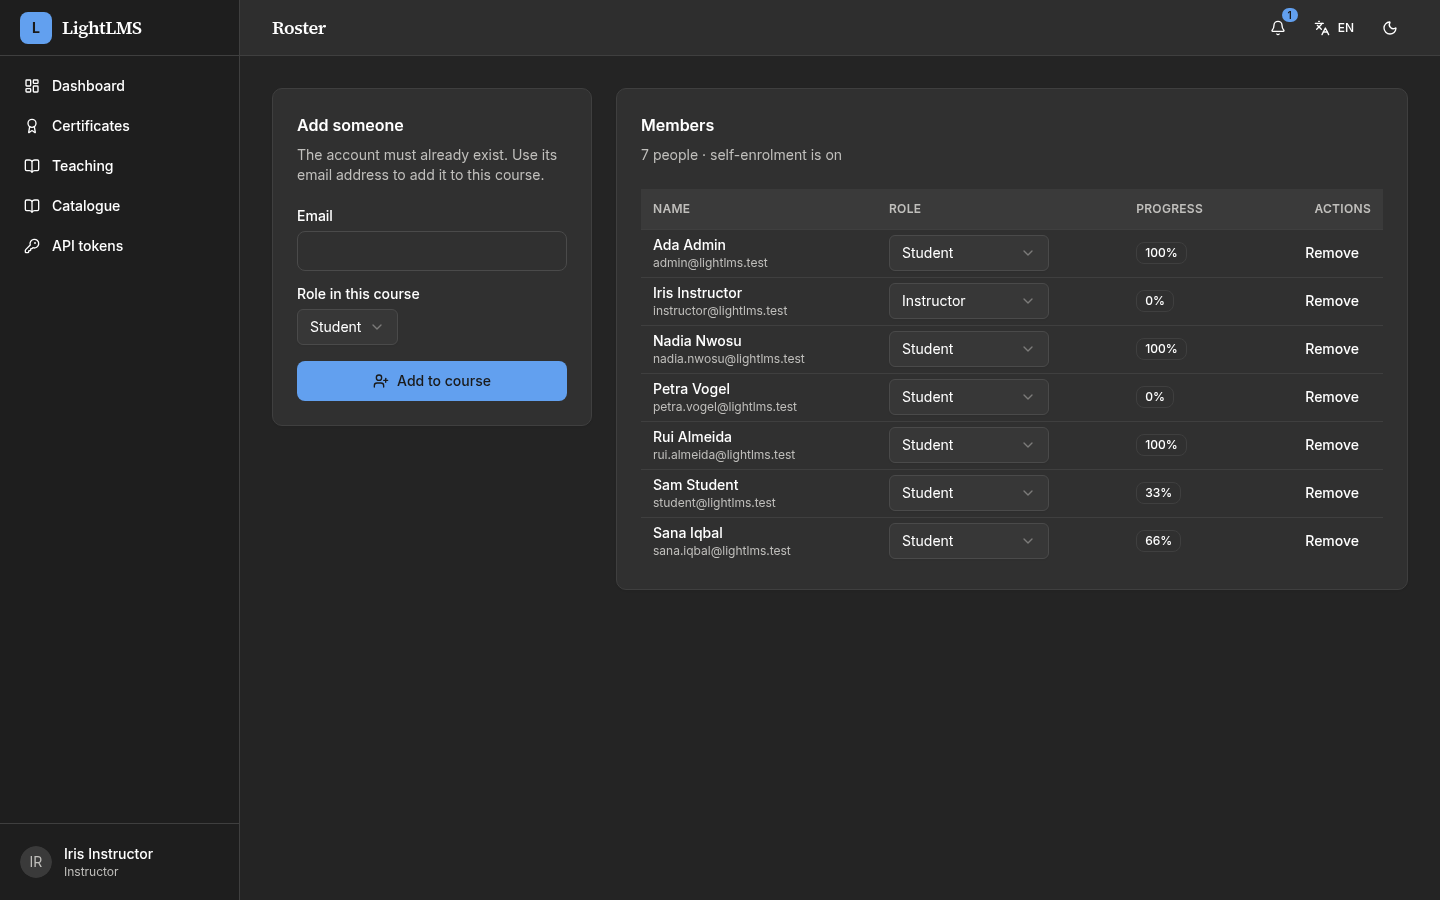 L LightLMS
Dashboard
Certificates
Teaching
Catalogue
API tokens
IR Iris Instructor
Instructor
Roster
1
EN
Add someone
The account must already exist. Use its
email address to add it to this course.
Email
Role in this course
Student
Add to course
Members
7 people · self-enrolment is on
NAME ROLE PROGRESS ACTIONS
Ada Admin
admin@lightlms.test
Student 100% Remove
Iris Instructor
instructor@lightlms.test
Instructor 0% Remove
Nadia Nwosu
nadia.nwosu@lightlms.test
Student 100% Remove
Petra Vogel
petra.vogel@lightlms.test
Student 0% Remove
Rui Almeida
rui.almeida@lightlms.test
Student 100% Remove
Sam Student
student@lightlms.test
Student 33% Remove
Sana Iqbal
sana.iqbal@lightlms.test
Student 66% Remove